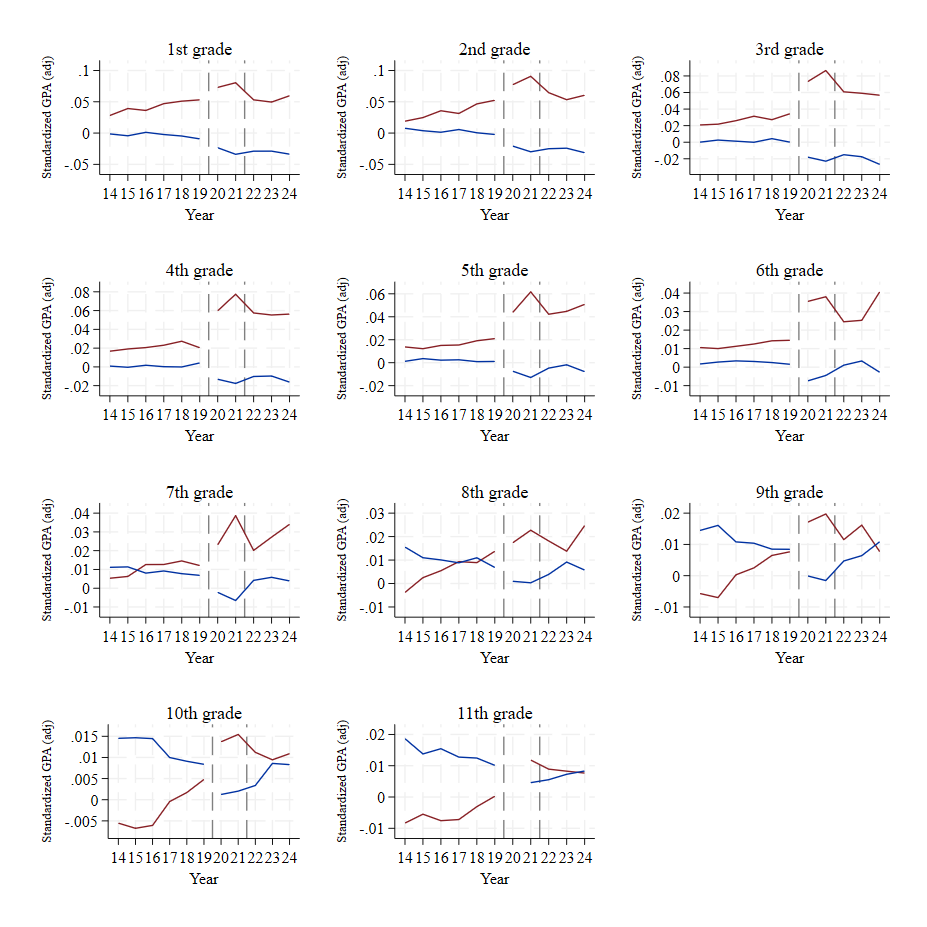 1st grade
Standardized GPA (adj)
.1
.05
0
-.05
14 15 16 17 18 19 20 21 22 23 24
Year
2nd grade
Standardized GPA (adj)
.1
.05
0
-.05
14 15 16 17 18 19 20 21 22 23 24
Year
3rd grade
Standardized GPA (adj)
.08
.06
.04
.02
0
-.02
14 15 16 17 18 19 20 21 22 23 24
Year
4th grade
Standardized GPA (adj)
.08
.06
.04
.02
0
-.02
14 15 16 17 18 19 20 21 22 23 24
Year
5th grade
Standardized GPA (adj)
.06
.04
.02
0
-.02
14 15 16 17 18 19 20 21 22 23 24
Year
6th grade
Standardized GPA (adj)
.04
.03
.02
.01
0
-.01
14 15 16 17 18 19 20 21 22 23 24
Year
7th grade
Standardized GPA (adj)
.04
.03
.02
.01
0
-.01
14 15 16 17 18 19 20 21 22 23 24
Year
8th grade
Standardized GPA (adj)
.03
.02
.01
0
-.01
14 15 16 17 18 19 20 21 22 23 24
Year
9th grade
Standardized GPA (adj)
.02
.01
0
-.01
14 15 16 17 18 19 20 21 22 23 24
Year
10th grade
Standardized GPA (adj)
.015
.01
.005
0
-.005
14 15 16 17 18 19 20 21 22 23 24
Year
11th grade
Standardized GPA (adj)
.02
.01
0
-.01
14 15 16 17 18 19 20 21 22 23 24
Year